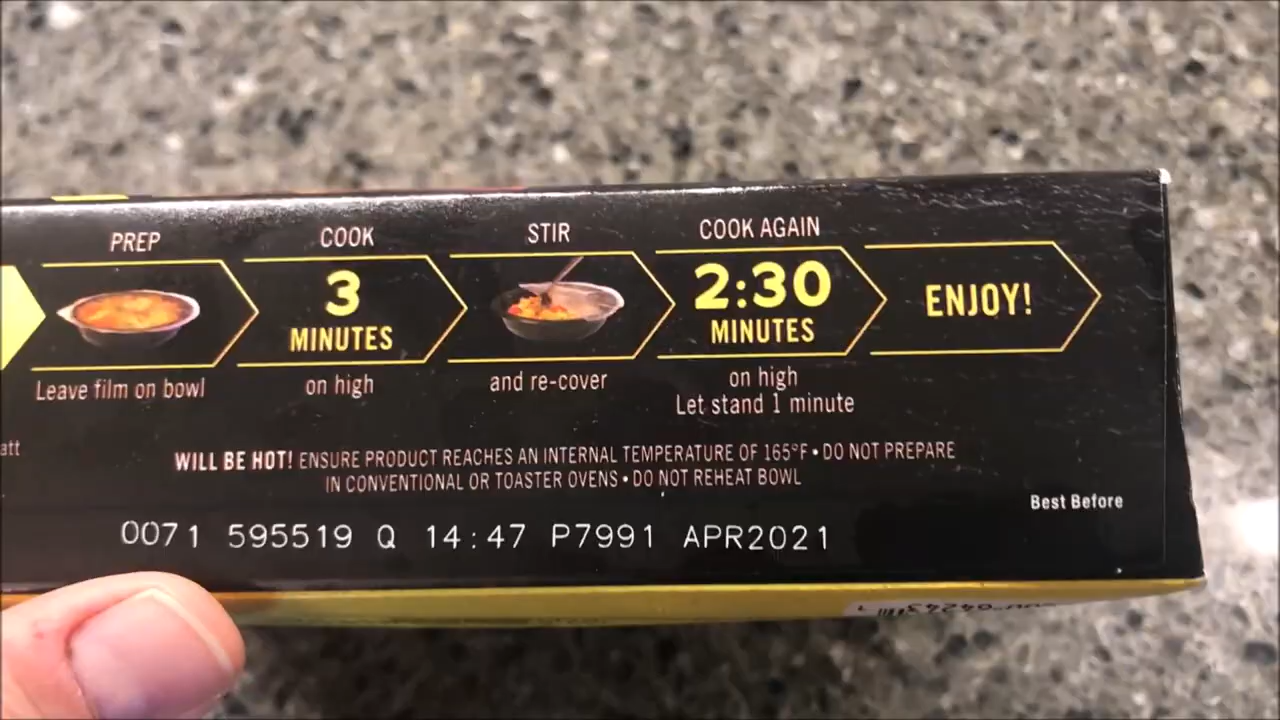 PREP
COOK
STIR
COOK AGAIN
3
MINUTES
2:30
MINUTES
ENJOY!
Leave film on bowl
on high
and re-cover
on high
Let stand 1 minute
att
WILL BE HOT! ENSURE PRODUCT REACHES AN INTERNAL TEMPERATURE OF 165°F • DO NOT PREPARE
IN CONVENTIONAL OR TOASTER OVENS • DO NOT REHEAT BOWL
Best Before
0071 595519 Q 14:47 P7991 APR2021